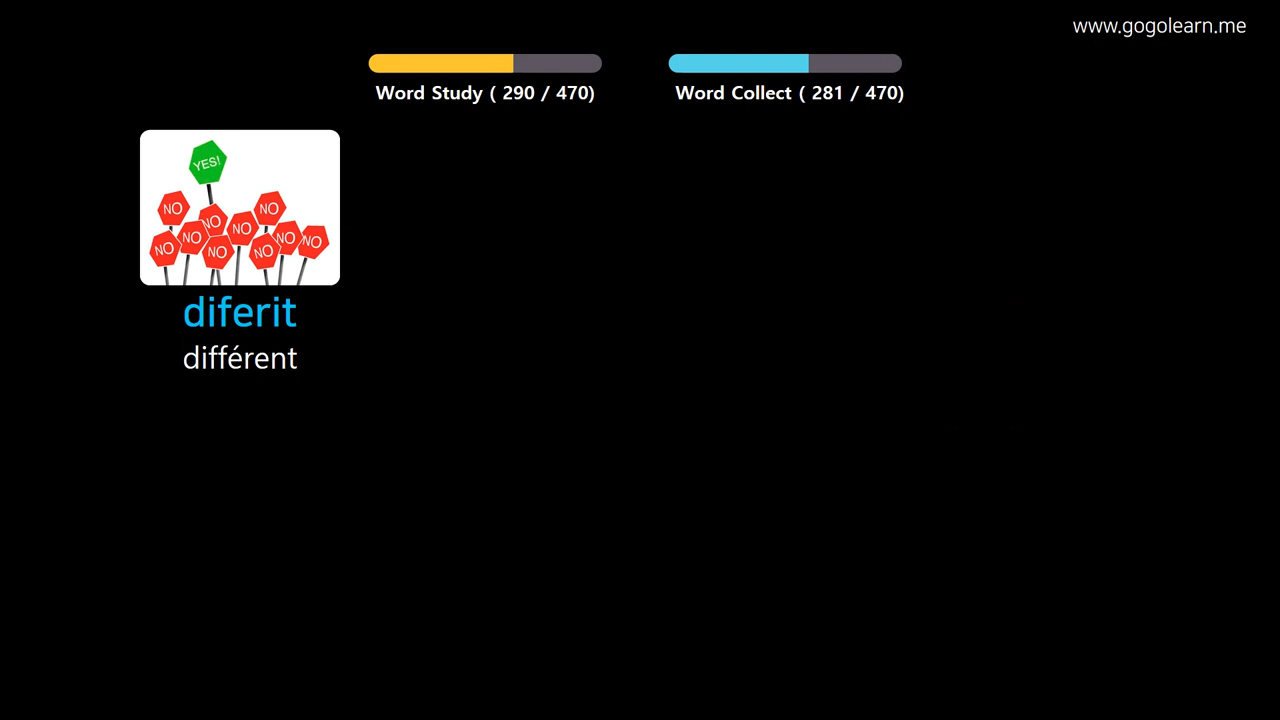 www.gogolearn.me
Word Study ( 290 / 470)
Word Collect ( 281 / 470)
YES!
NO
NO
NO
NO
NO
NO
NO
NO
NO
NO
diferit
différent